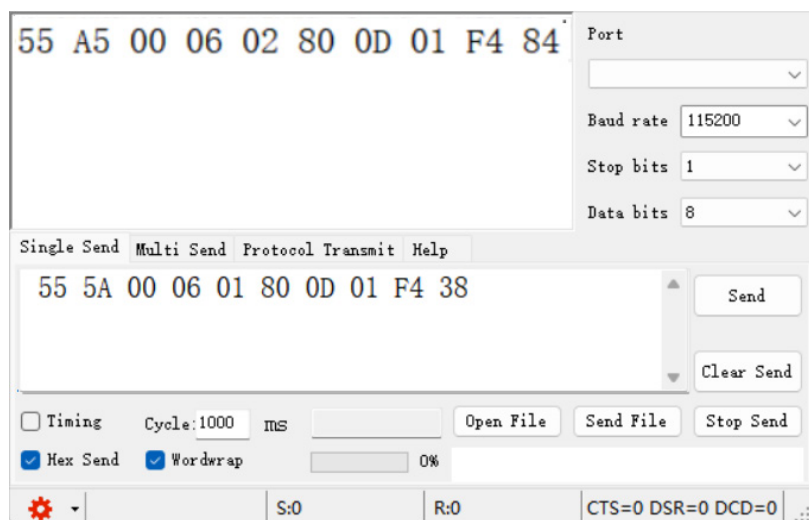 55 A5 00 06 02 80 0D 01 F4 84
Port
Baud rate 115200
Stop bits 1
Data bits 8
Single Send Multi Send Protocol Transmit Help
55 5A 00 06 01 80 0D 01 F4 38
Send
Clear Send
Timing Cycle: 1000 ms Open File Send File Stop Send
Hex Send Wordwrap 0%
S:0 R:0 CTS=0 DSR=0 DCD=0